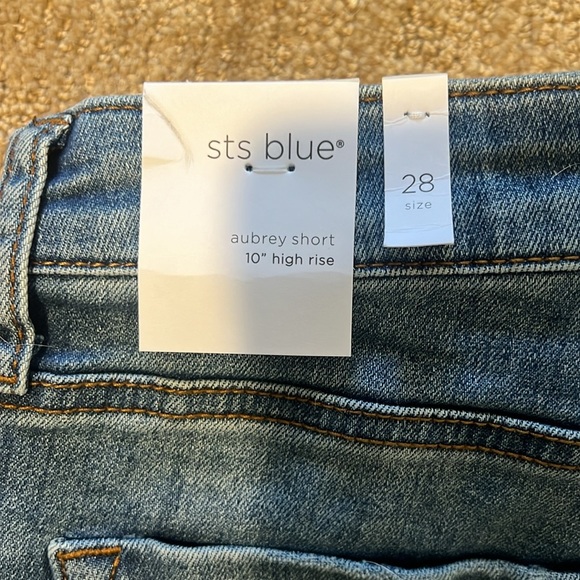 sts blue®
aubrey short
10" high rise
28
size